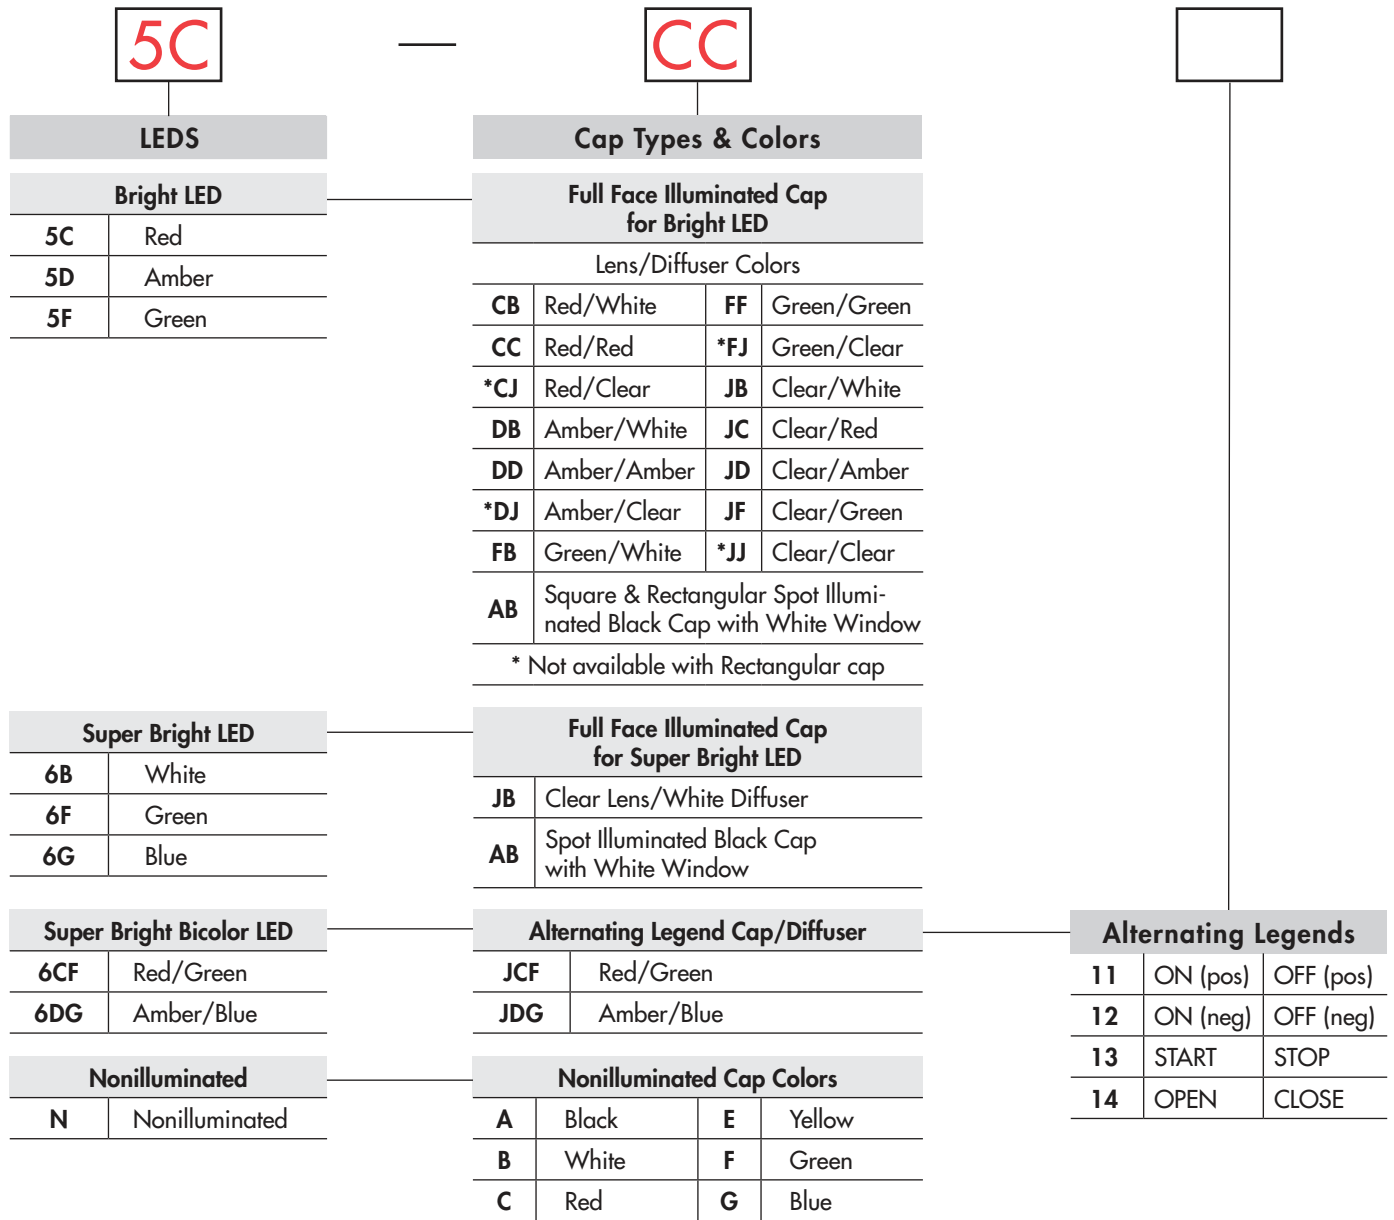 5C — CC
LEDS
Bright LED
5C Red
5D Amber
5F Green
Cap Types & Colors
Full Face Illuminated Cap
for Bright LED
Lens/Diffuser Colors
CB Red/White FF Green/Green
CC Red/Red *FJ Green/Clear
*CJ Red/Clear JB Clear/White
DB Amber/White JC Clear/Red
DD Amber/Amber JD Clear/Amber
*DJ Amber/Clear JF Clear/Green
FB Green/White *JJ Clear/Clear
AB Square & Rectangular Spot Illumi-
nated Black Cap with White Window
* Not available with Rectangular cap
Super Bright LED
6B White
6F Green
6G Blue
Full Face Illuminated Cap
for Super Bright LED
JB Clear Lens/White Diffuser
AB Spot Illuminated Black Cap
with White Window
Super Bright Bicolor LED
6CF Red/Green
6DG Amber/Blue
Alternating Legend Cap/Diffuser
JCF Red/Green
JDG Amber/Blue
Alternating Legends
11 ON (pos) OFF (pos)
12 ON (neg) OFF (neg)
13 START STOP
14 OPEN CLOSE
Nonilluminated
N Nonilluminated
Nonilluminated Cap Colors
A Black E Yellow
B White F Green
C Red G Blue